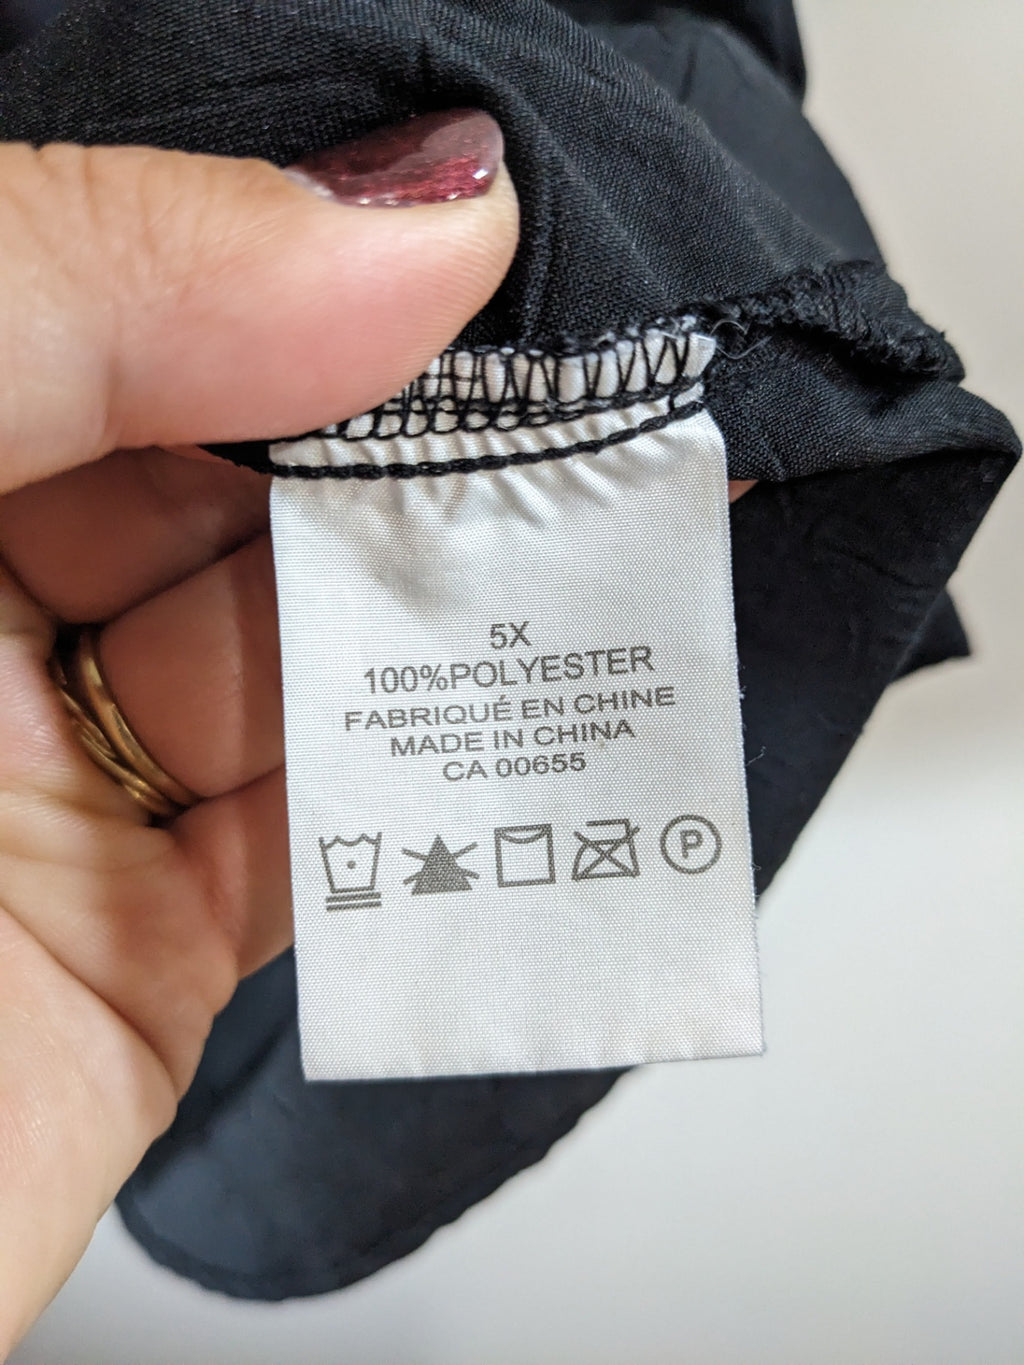 5X
100%POLYESTER
FABRIQUÉ EN CHINE
MADE IN CHINA
CA 00655
P